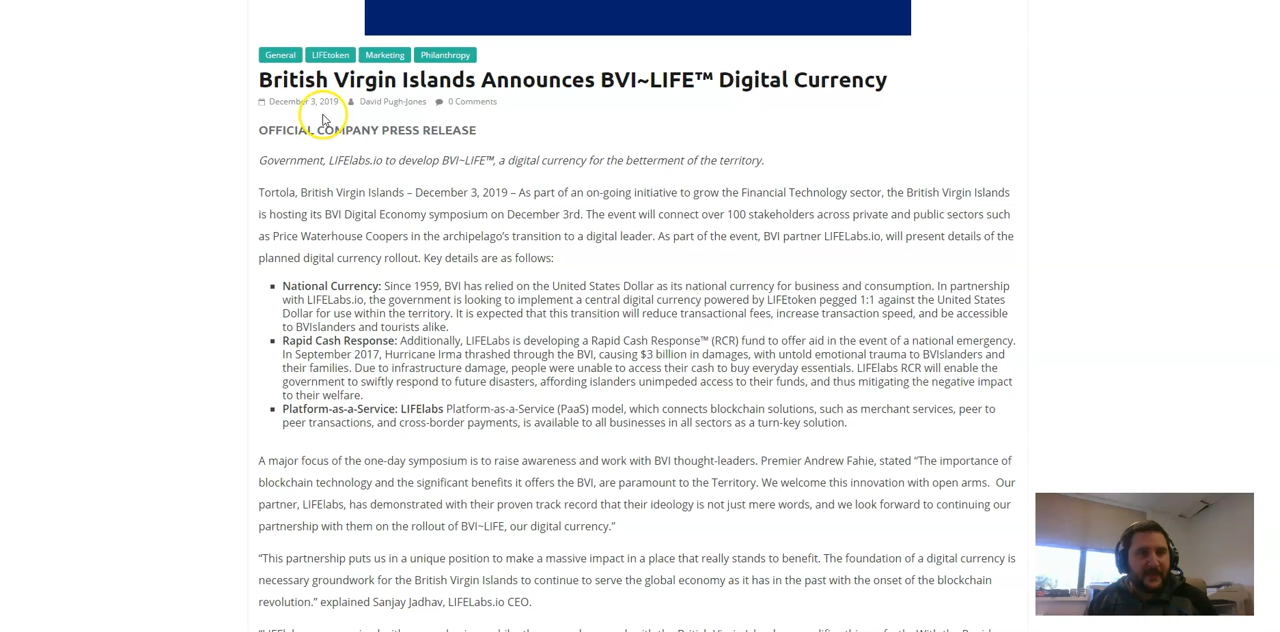 General LIFEtoken Marketing Philanthropy
British Virgin Islands Announces BVI~LIFE™ Digital Currency
December 3, 2019 David Pugh-Jones 0 Comments
OFFICIAL COMPANY PRESS RELEASE
Government, LIFElabs.io to develop BVI~LIFE™, a digital currency for the betterment of the territory.
Tortola, British Virgin Islands – December 3, 2019 – As part of an on-going initiative to grow the Financial Technology sector, the British Virgin Islands
is hosting its BVI Digital Economy symposium on December 3rd. The event will connect over 100 stakeholders across private and public sectors such
as Price Waterhouse Coopers in the archipelago's transition to a digital leader. As part of the event, BVI partner LIFELabs.io, will present details of the
planned digital currency rollout. Key details are as follows:
National Currency: Since 1959, BVI has relied on the United States Dollar as its national currency for business and consumption. In partnership
with LIFELabs.io, the government is looking to implement a central digital currency powered by LIFEtoken pegged 1:1 against the United States
Dollar for use within the territory. It is expected that this transition will reduce transactional fees, increase transaction speed, and be accessible
to BVIslanders and tourists alike.
Rapid Cash Response: Additionally, LIFELabs is developing a Rapid Cash Response™ (RCR) fund to offer aid in the event of a national emergency.
In September 2017, Hurricane Irma thrashed through the BVI, causing $3 billion in damages, with untold emotional trauma to BVIslanders and
their families. Due to infrastructure damage, people were unable to access their cash to buy everyday essentials. LIFElabs RCR will enable the
government to swiftly respond to future disasters, affording islanders unimpeded access to their funds, and thus mitigating the negative impact
to their welfare.
Platform-as-a-Service: LIFElabs Platform-as-a-Service (PaaS) model, which connects blockchain solutions, such as merchant services, peer to
peer transactions, and cross-border payments, is available to all businesses in all sectors as a turn-key solution.
A major focus of the one-day symposium is to raise awareness and work with BVI thought-leaders. Premier Andrew Fahie, stated “The importance of
blockchain technology and the significant benefits it offers the BVI, are paramount to the Territory. We welcome this innovation with open arms. Our
partner, LIFElabs, has demonstrated with their proven track record that their ideology is not just mere words, and we look forward to continuing our
partnership with them on the rollout of BVI~LIFE, our digital currency.”
“This partnership puts us in a unique position to make a massive impact in a place that really stands to benefit. The foundation of a digital currency is
necessary groundwork for the British Virgin Islands to continue to serve the global economy as it has in the past with the onset of the blockchain
revolution.” explained Sanjay Jadhav, LIFELabs.io CEO.